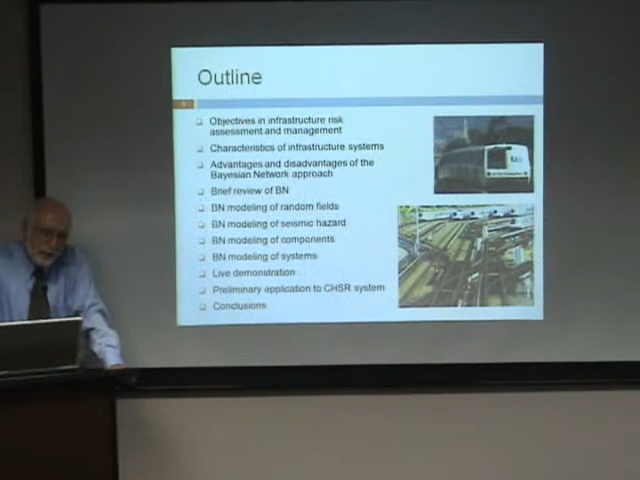 Outline
Objectives in infrastructure risk
assessment and management
Characteristics of infrastructure systems
Advantages and disadvantages of the
Bayesian Network approach
Brief review of BN
BN modeling of random fields
BN modeling of seismic hazard
BN modeling of components
BN modeling of systems
Live demonstration
Preliminary application to CHSR system
Conclusions